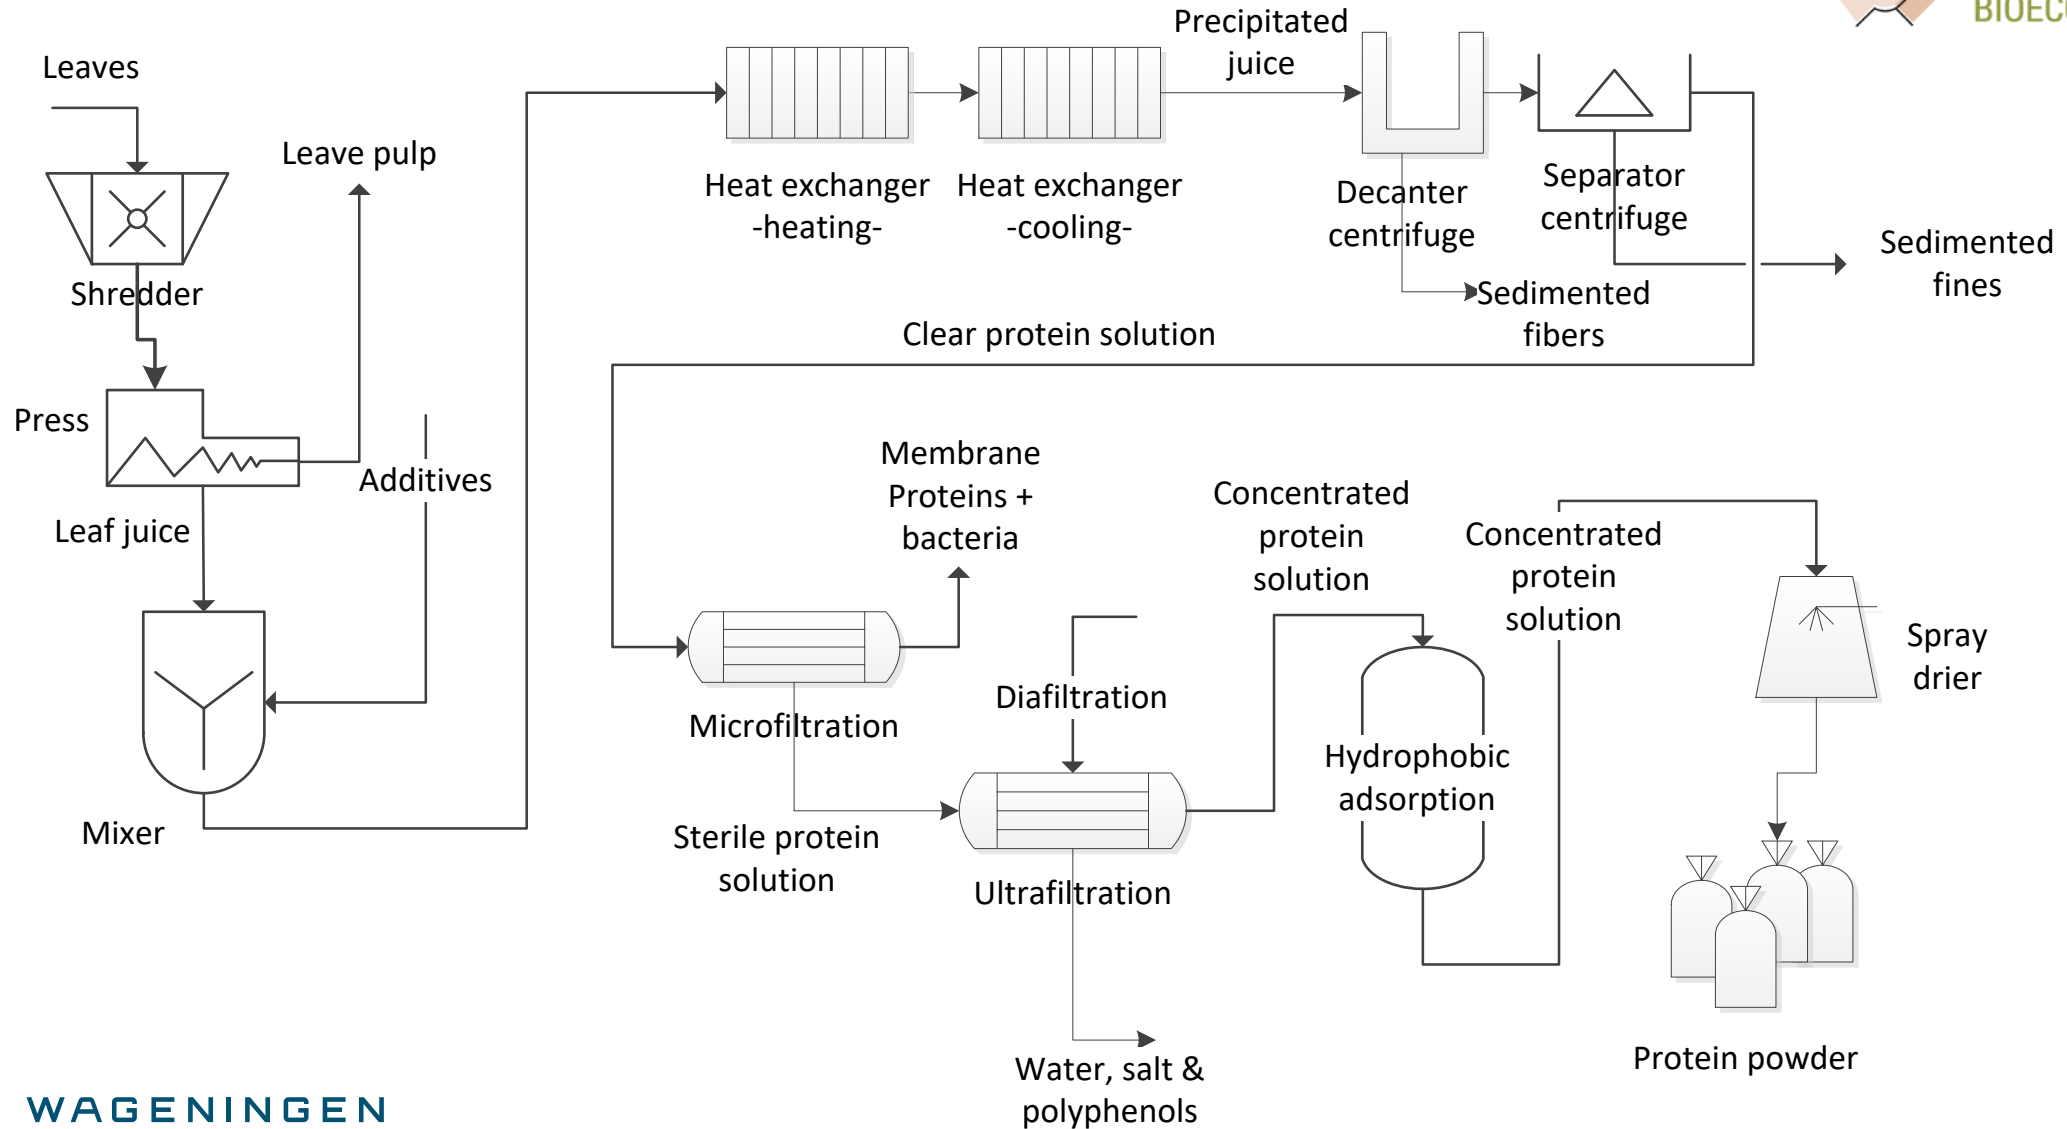 BIOECO
Precipitated
juice
Leaves
Leave pulp
Heat exchanger
-heating-
Heat exchanger
-cooling-
Decanter
centrifuge
Separator
centrifuge
Sedimented
fines
Shredder
Sedimented
fibers
Clear protein solution
Press
Additives
Leaf juice
Membrane
Proteins +
bacteria
Concentrated
protein
solution
Concentrated
protein
solution
Spray
drier
Microfiltration
Diafiltration
Hydrophobic
adsorption
Mixer
Sterile protein
solution
Ultrafiltration
Protein powder
Water, salt &
polyphenols
WAGENINGEN